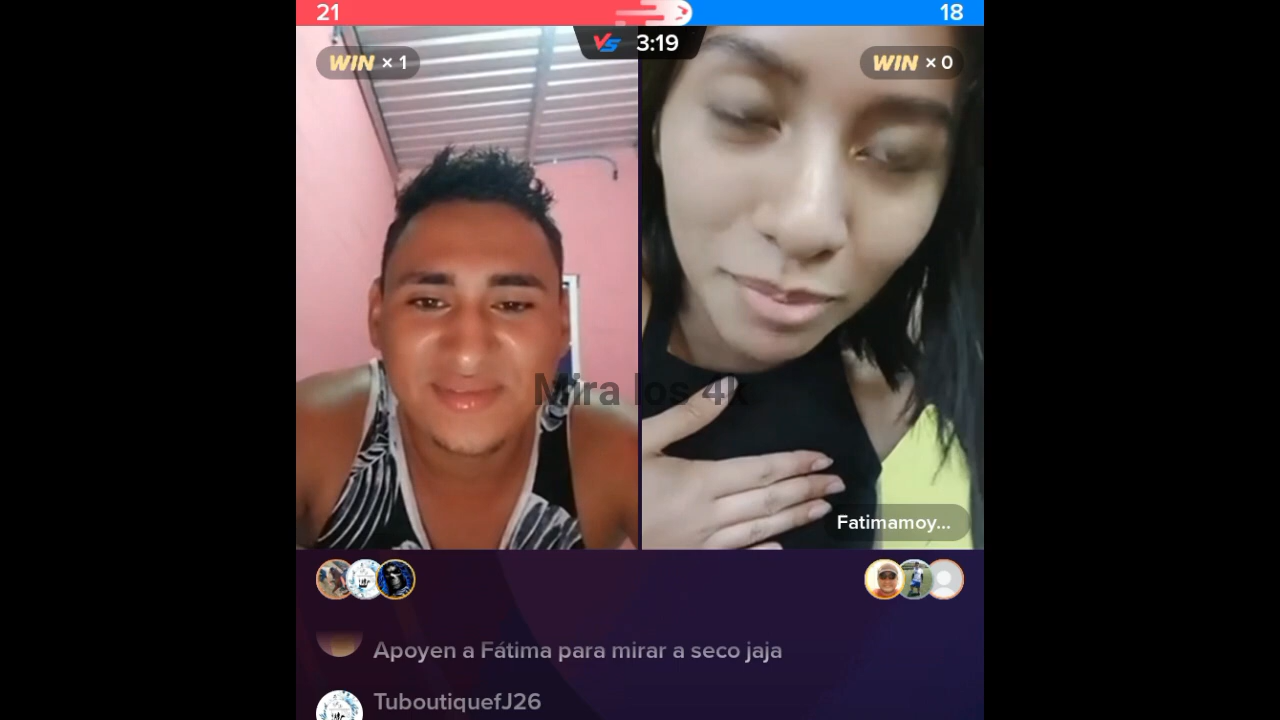 21
18
VS 3:19
WIN × 1
WIN × 0
Mira los 4k
Fatimamoy...
Apoyen a Fátima para mirar a seco jaja
TuboutiquefJ26